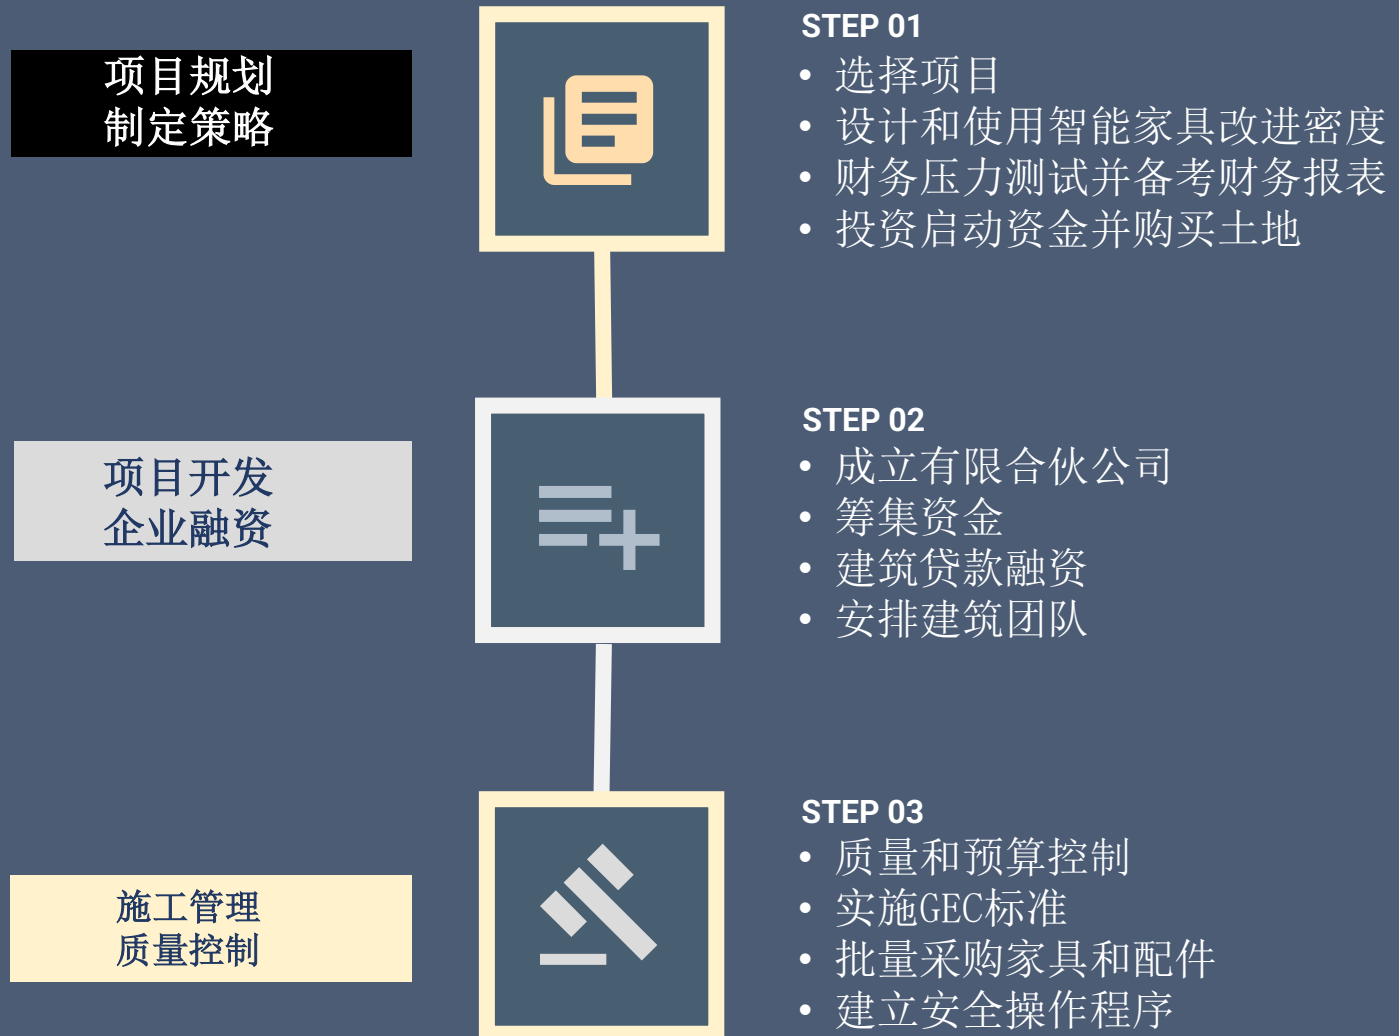 项目规划
制定策略
STEP 01
• 选择项目
• 设计和使用智能家具改进密度
• 财务压力测试并备考财务报表
• 投资启动资金并购买土地
项目开发
企业融资
STEP 02
• 成立有限合伙公司
• 筹集资金
• 建筑贷款融资
• 安排建筑团队
施工管理
质量控制
STEP 03
• 质量和预算控制
• 实施GEC标准
• 批量采购家具和配件
• 建立安全操作程序